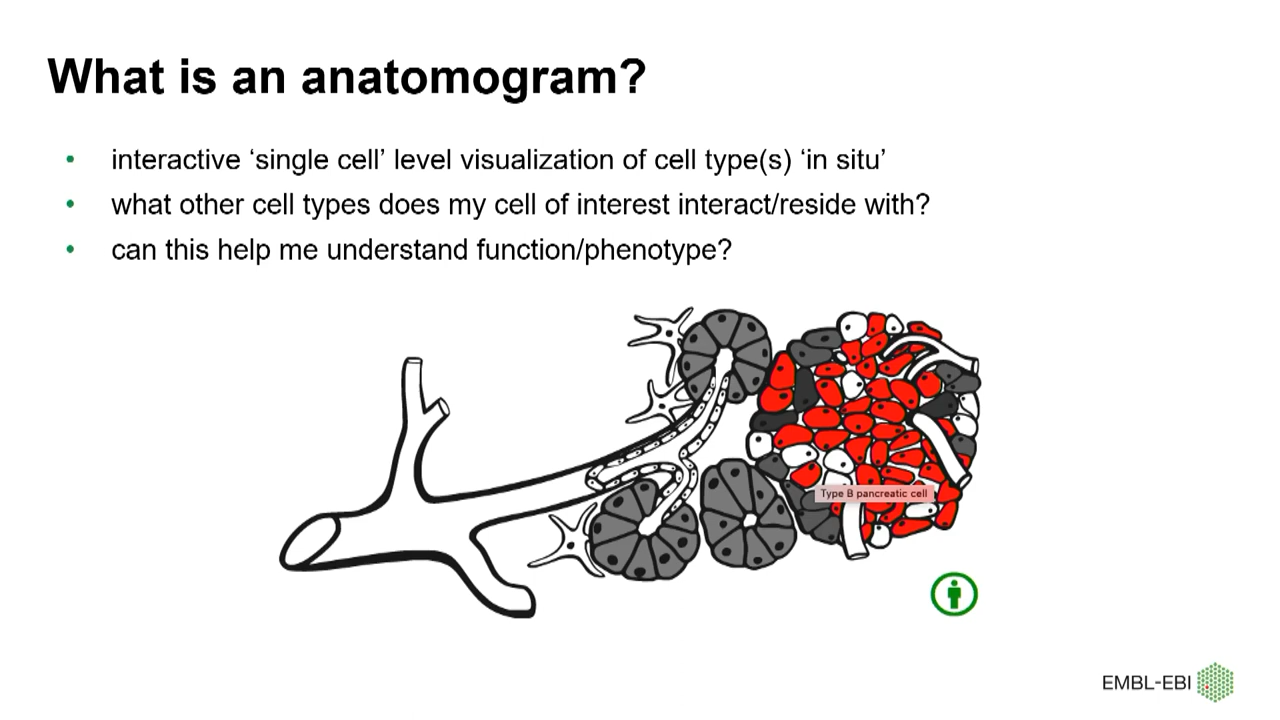 What is an anatomogram?
• interactive ‘single cell’ level visualization of cell type(s) ‘in situ’
• what other cell types does my cell of interest interact/reside with?
• can this help me understand function/phenotype?
Type B pancreatic cell
EMBL-EBI